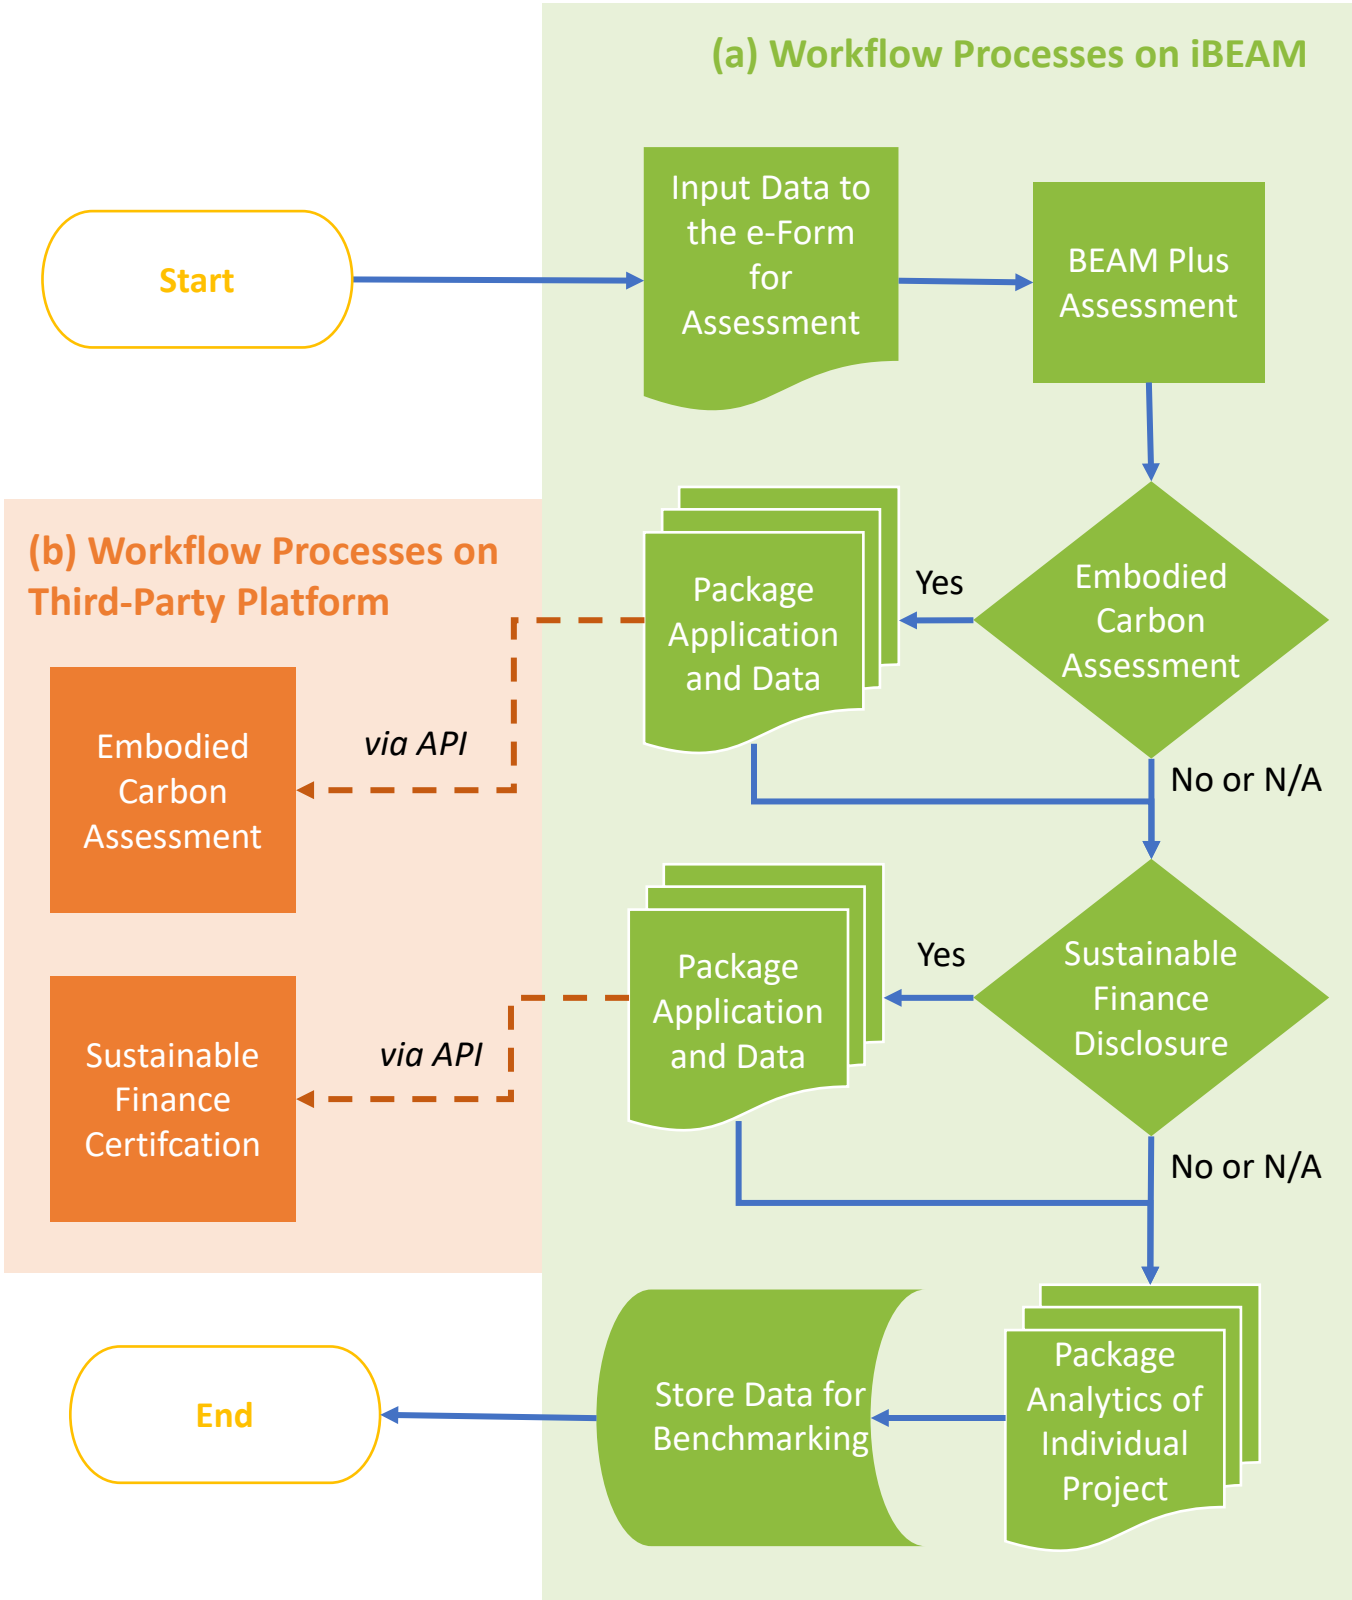 (a) Workflow Processes on iBEAM
Start
Input Data to
the e-Form
for
Assessment
BEAM Plus
Assessment
(b) Workflow Processes on
Third-Party Platform
Embodied
Carbon
Assessment
Yes
Package
Application
and Data
via API
Embodied
Carbon
Assessment
No or N/A
Sustainable
Finance
Disclosure
Yes
Package
Application
and Data
via API
Sustainable
Finance
Certifcation
No or N/A
Package
Analytics of
Individual
Project
Store Data for
Benchmarking
End